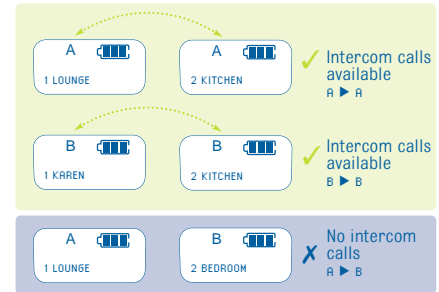 A
1 LOUNGE
A
2 KITCHEN
✓ Intercom calls
available
A ▶ A
B
1 KAREN
B
2 KITCHEN
✓ Intercom calls
available
B ▶ B
A
1 LOUNGE
B
2 BEDROOM
✗ No intercom
calls
A ▶ B